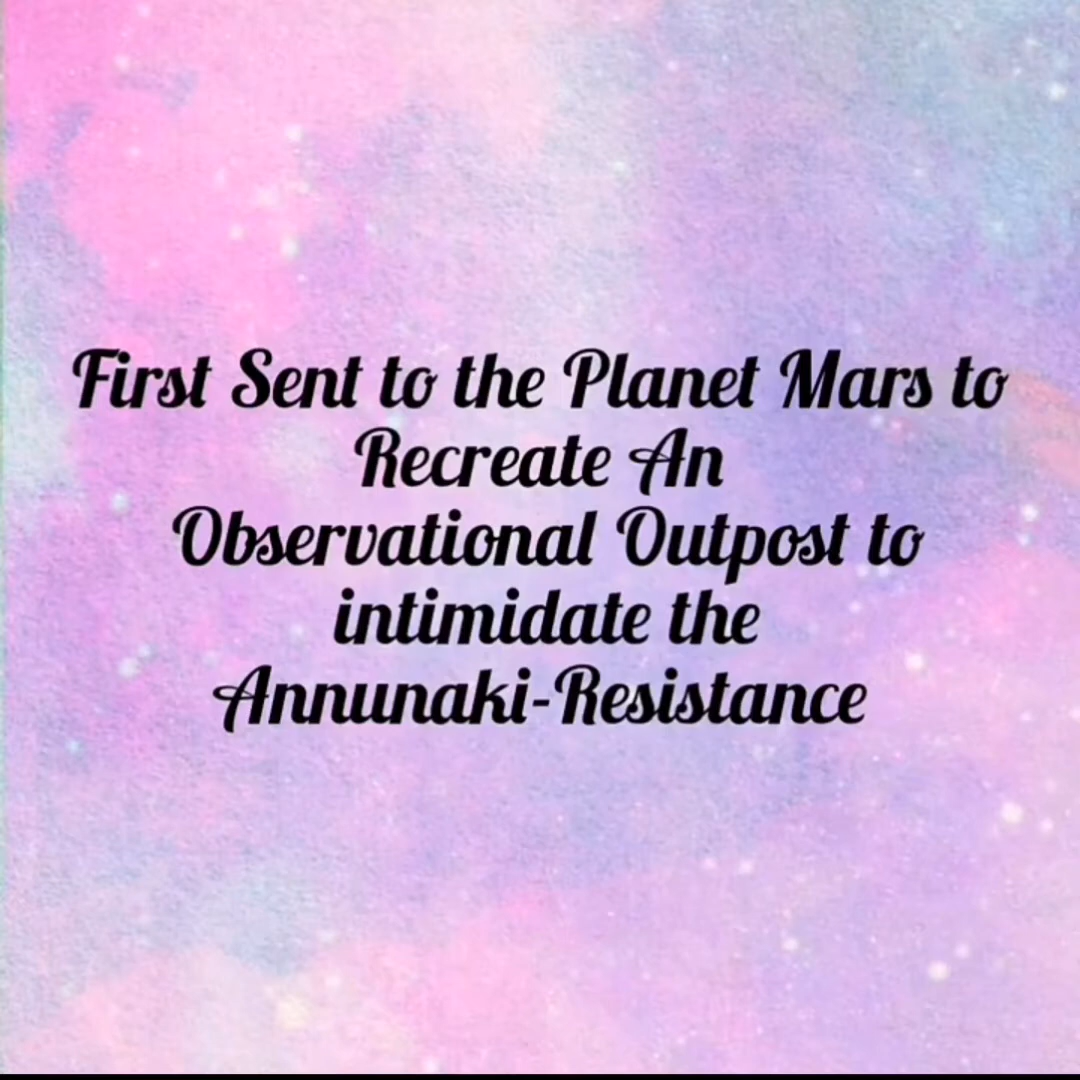 First Sent to the Planet Mars to
Recreate An
Observational Outpost to
intimidate the
Annunaki-Resistance